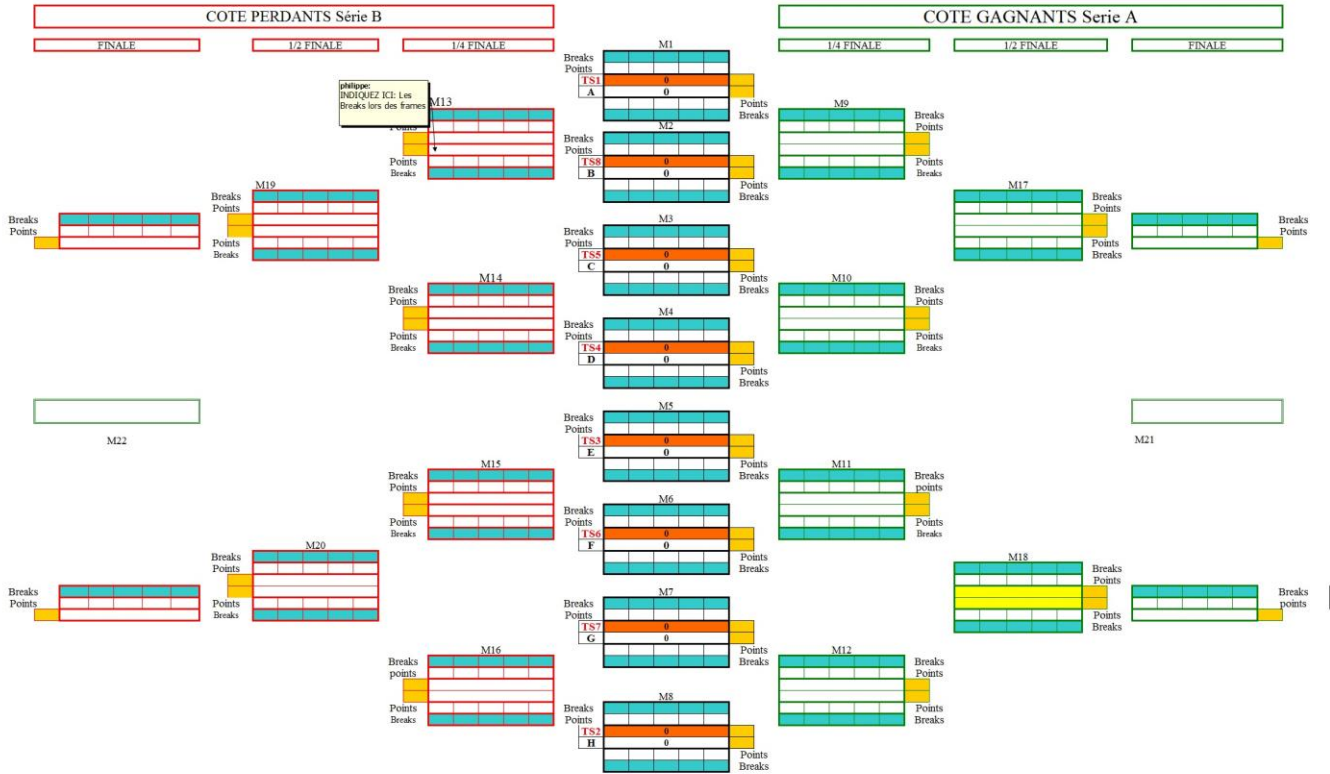 COTE PERDANTS Série B
COTE GAGNANTS Serie A
FINALE
1/2 FINALE
1/4 FINALE
1/4 FINALE
1/2 FINALE
FINALE
M1
Breaks
Points
TS1 0
A 0
Points
Breaks
philippe:
INDIQUEZ ICI: Les
Breaks lors des frames
M13
Points
Breaks
M9
Breaks
Points
Points
Breaks
M2
Breaks
Points
TS8 0
B 0
Points
Breaks
M19
Breaks
Points
Points
Breaks
Breaks
Points
M17
Breaks
Points
Points
Breaks
Breaks
Points
M3
Breaks
Points
TS5 0
C 0
Points
Breaks
M14
Breaks
Points
Points
Breaks
M10
Breaks
Points
Points
Breaks
M4
Breaks
Points
TS4 0
D 0
Points
Breaks
M22
M21
M5
Breaks
Points
TS3 0
E 0
Points
Breaks
M15
Breaks
Points
Points
Breaks
M11
Breaks
points
Points
Breaks
M6
Breaks
Points
TS6 0
F 0
Points
Breaks
M20
Breaks
Points
Points
Breaks
Breaks
Points
M18
Breaks
Points
Points
Breaks
Breaks
points
M7
Breaks
Points
TS7 0
G 0
Points
Breaks
M16
Breaks
points
Points
Breaks
M12
Breaks
Points
Points
Breaks
M8
Breaks
Points
TS2 0
H 0
Points
Breaks